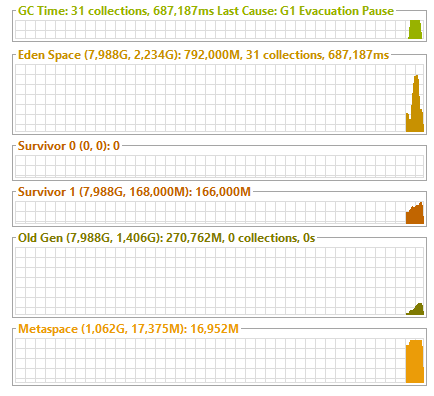 GC Time: 31 collections, 687,187ms Last Cause: G1 Evacuation Pause
Eden Space (7,988G, 2,234G): 792,000M, 31 collections, 687,187ms
Survivor 0 (0, 0): 0
Survivor 1 (7,988G, 168,000M): 166,000M
Old Gen (7,988G, 1,406G): 270,762M, 0 collections, 0s
Metaspace (1,062G, 17,375M): 16,952M